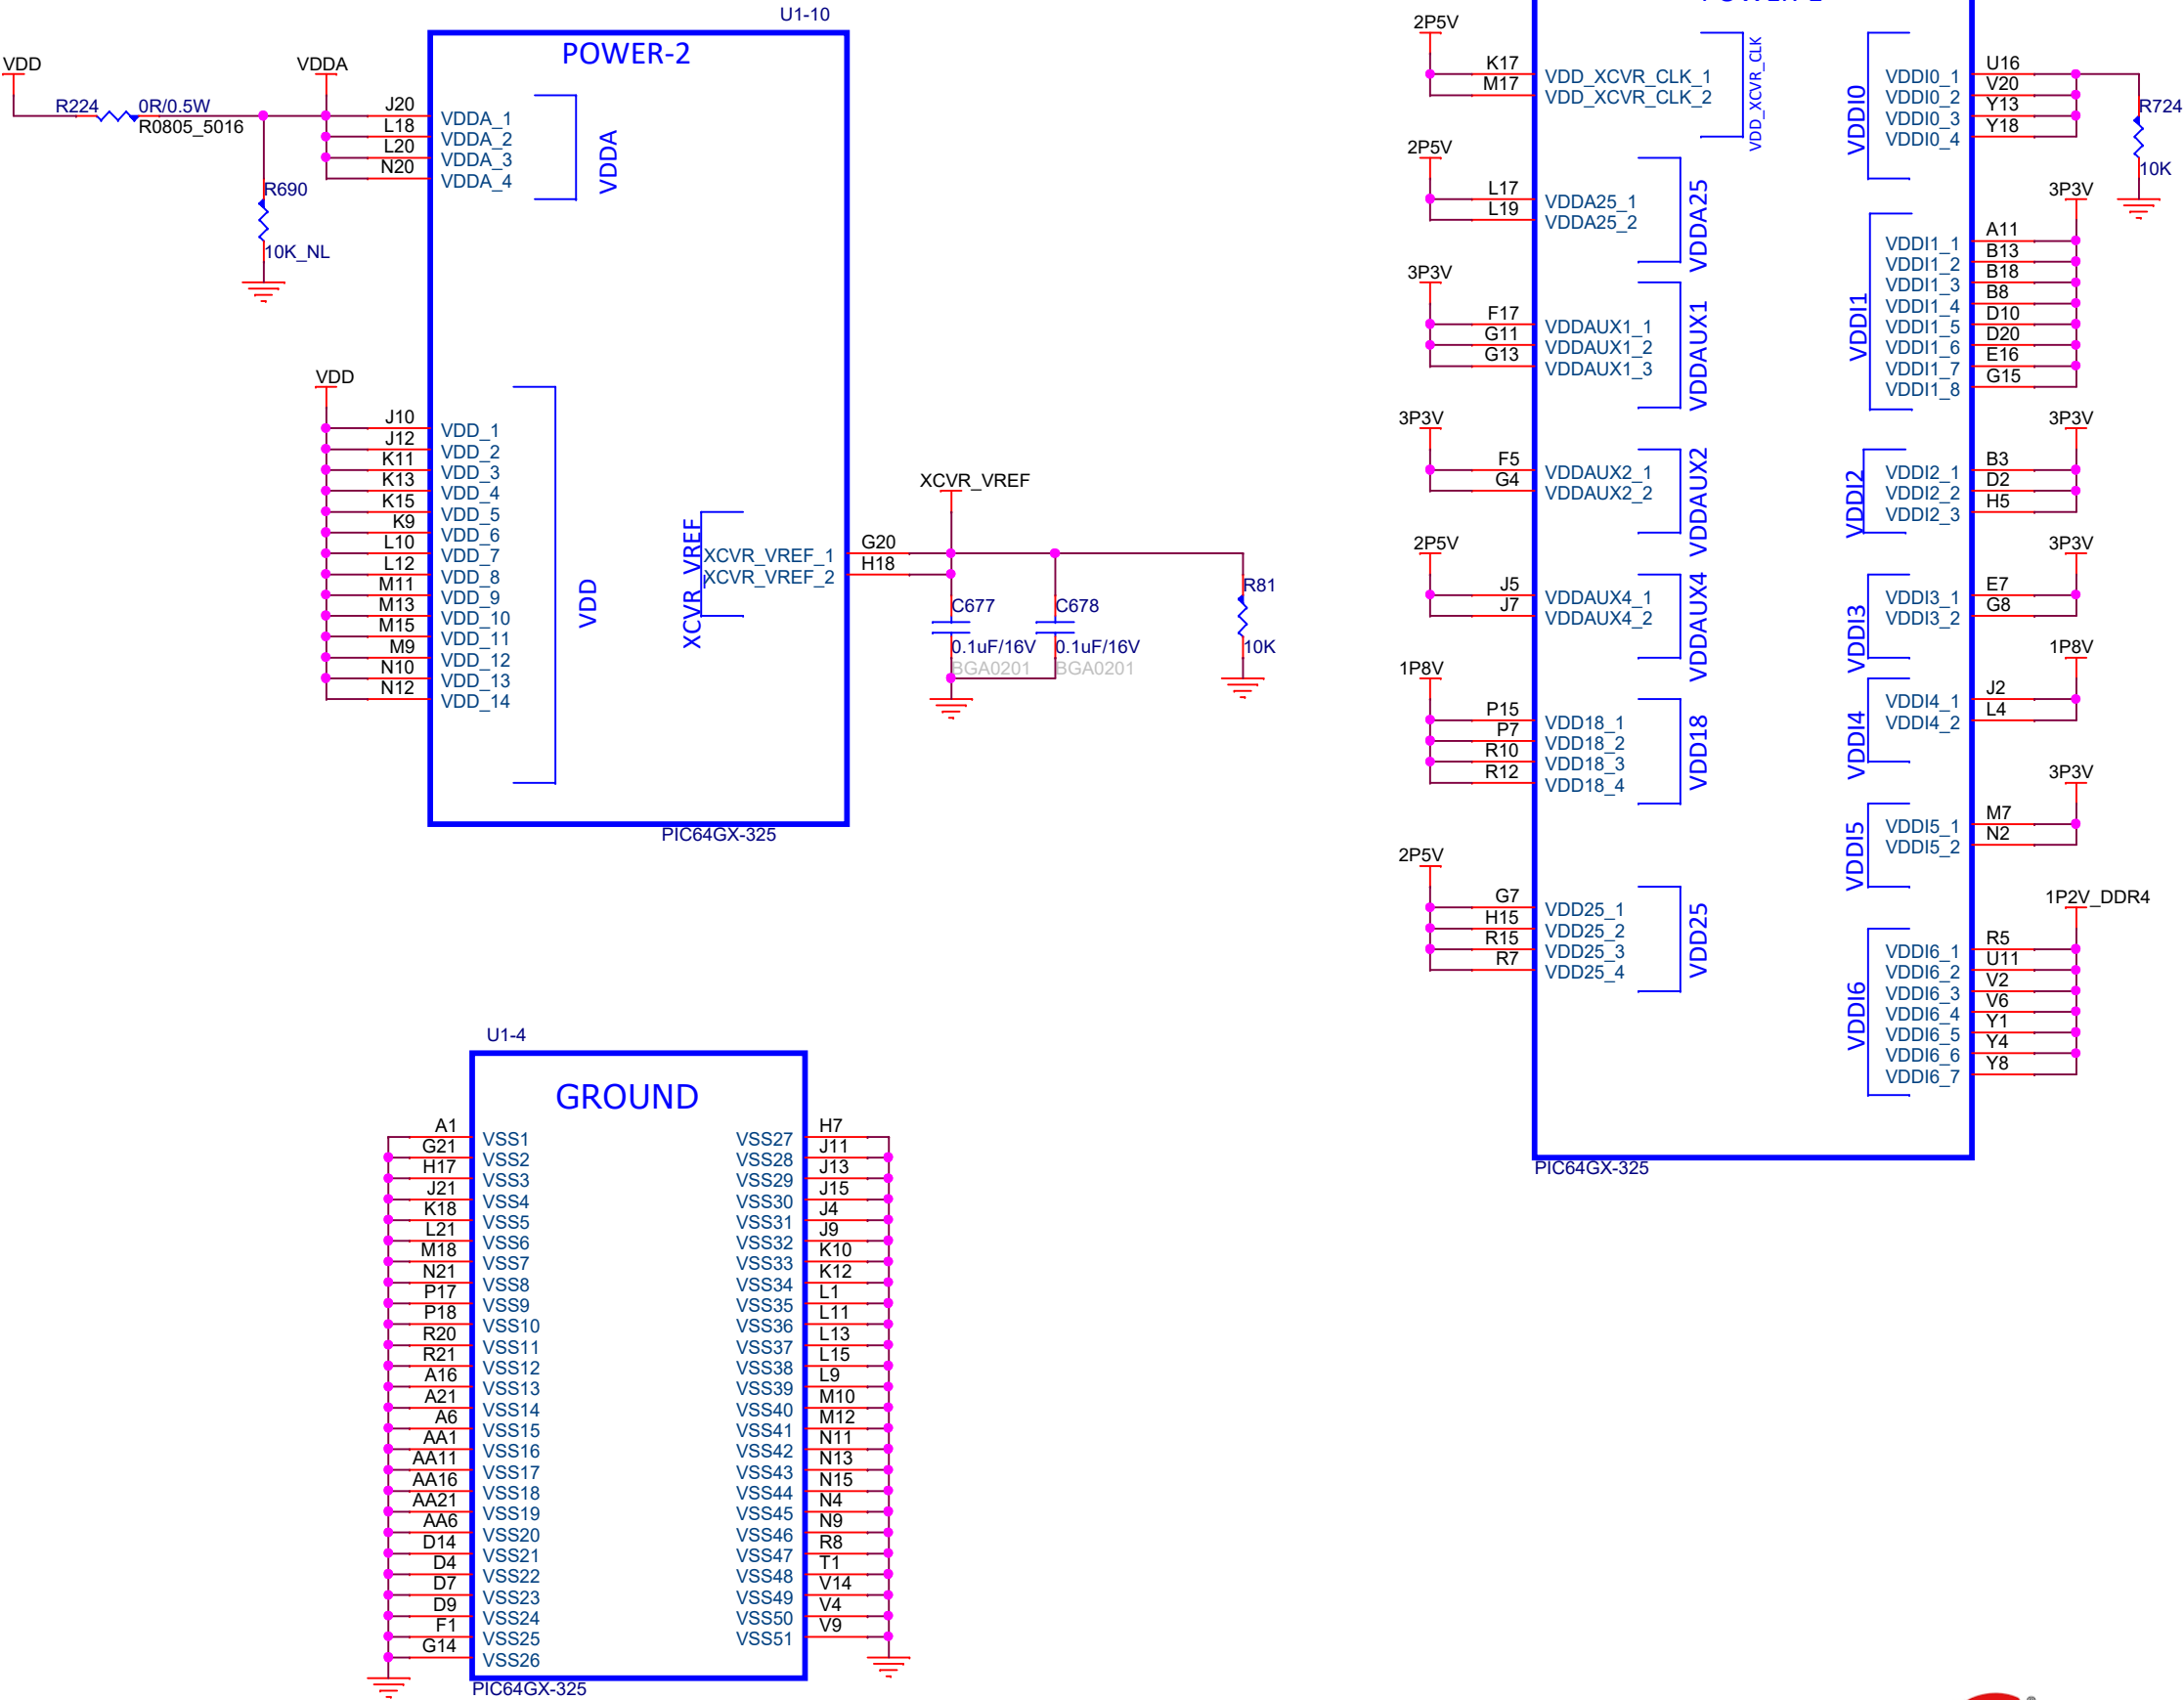 U1-10
POWER-2
VDD
VDDA
R224
0R/0.5W
R0805_5016
J20 VDDA_1
L18 VDDA_2
L20 VDDA_3
N20 VDDA_4
VDDA
R690
10K_NL
VDD
J10 VDD_1
J12 VDD_2
K11 VDD_3
K13 VDD_4
K15 VDD_5
K9 VDD_6
L10 VDD_7
L12 VDD_8
M11 VDD_9
M13 VDD_10
M15 VDD_11
M9 VDD_12
N10 VDD_13
N12 VDD_14
VDD
XCVR_VREF
XCVR_VREF_1 G20
XCVR_VREF_2 H18
XCVR_VREF
C677
0.1uF/16V
BGA0201
C678
0.1uF/16V
BGA0201
R81
10K
PIC64GX-325
U1-4
GROUND
A1 VSS1
G21 VSS2
H17 VSS3
J21 VSS4
K18 VSS5
L21 VSS6
M18 VSS7
N21 VSS8
P17 VSS9
P18 VSS10
R20 VSS11
R21 VSS12
A16 VSS13
A21 VSS14
A6 VSS15
AA1 VSS16
AA11 VSS17
AA16 VSS18
AA21 VSS19
AA6 VSS20
D14 VSS21
D4 VSS22
D7 VSS23
D9 VSS24
F1 VSS25
G14 VSS26
VSS27 H7
VSS28 J11
VSS29 J13
VSS30 J15
VSS31 J4
VSS32 J9
VSS33 K10
VSS34 K12
VSS35 L1
VSS36 L11
VSS37 L13
VSS38 L15
VSS39 L9
VSS40 M10
VSS41 M12
VSS42 N11
VSS43 N13
VSS44 N15
VSS45 N4
VSS46 N9
VSS47 R8
VSS48 T1
VSS49 V14
VSS50 V4
VSS51 V9
PIC64GX-325
2P5V
K17 VDD_XCVR_CLK_1
M17 VDD_XCVR_CLK_2
VDD_XCVR_CLK
2P5V
L17 VDDA25_1
L19 VDDA25_2
VDDA25
3P3V
F17 VDDAUX1_1
G11 VDDAUX1_2
G13 VDDAUX1_3
VDDAUX1
3P3V
F5 VDDAUX2_1
G4 VDDAUX2_2
VDDAUX2
2P5V
J5 VDDAUX4_1
J7 VDDAUX4_2
VDDAUX4
1P8V
P15 VDD18_1
P7 VDD18_2
R10 VDD18_3
R12 VDD18_4
VDD18
2P5V
G7 VDD25_1
H15 VDD25_2
R15 VDD25_3
R7 VDD25_4
VDD25
VDDI0
VDDI0_1 U16
VDDI0_2 V20
VDDI0_3 Y13
VDDI0_4 Y18
R724
10K
3P3V
VDDI1
VDDI1_1 A11
VDDI1_2 B13
VDDI1_3 B18
VDDI1_4 B8
VDDI1_5 D10
VDDI1_6 D20
VDDI1_7 E16
VDDI1_8 G15
3P3V
VDDI2
VDDI2_1 B3
VDDI2_2 D2
VDDI2_3 H5
3P3V
VDDI3
VDDI3_1 E7
VDDI3_2 G8
1P8V
VDDI4
VDDI4_1 J2
VDDI4_2 L4
3P3V
VDDI5
VDDI5_1 M7
VDDI5_2 N2
1P2V_DDR4
VDDI6
VDDI6_1 R5
VDDI6_2 U11
VDDI6_3 V2
VDDI6_4 V6
VDDI6_5 Y1
VDDI6_6 Y4
VDDI6_7 Y8
PIC64GX-325